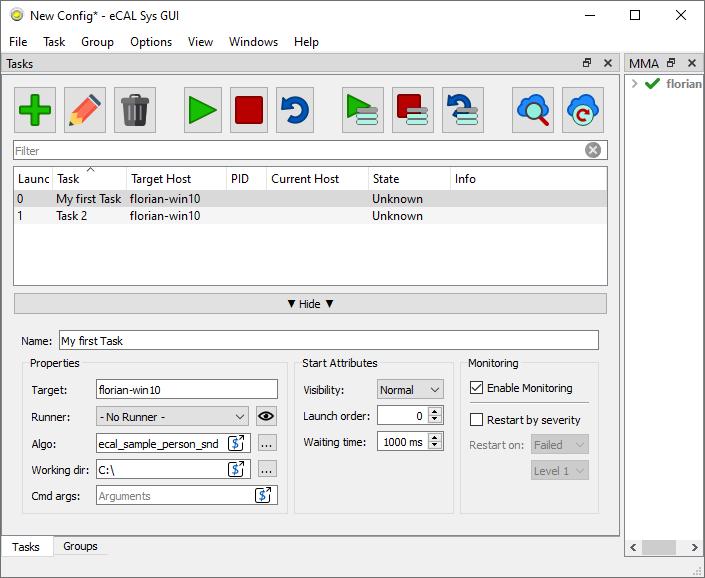 New Config* - eCAL Sys GUI
File Task Group Options View Windows Help
Tasks
MMA
florian
Filter
Launc Task Target Host PID Current Host State Info
0 My first Task florian-win10 Unknown
1 Task 2 florian-win10 Unknown
▼ Hide ▼
Name: My first Task
Properties Start Attributes Monitoring
Target: florian-win10 Visibility: Normal Enable Monitoring
Runner: - No Runner - Launch order: 0 Restart by severity
Algo: ecal_sample_person_snd $ ... Waiting time: 1000 ms Restart on: Failed
Working dir: C:\ $ ... Level 1
Cmd args: Arguments $
Tasks Groups